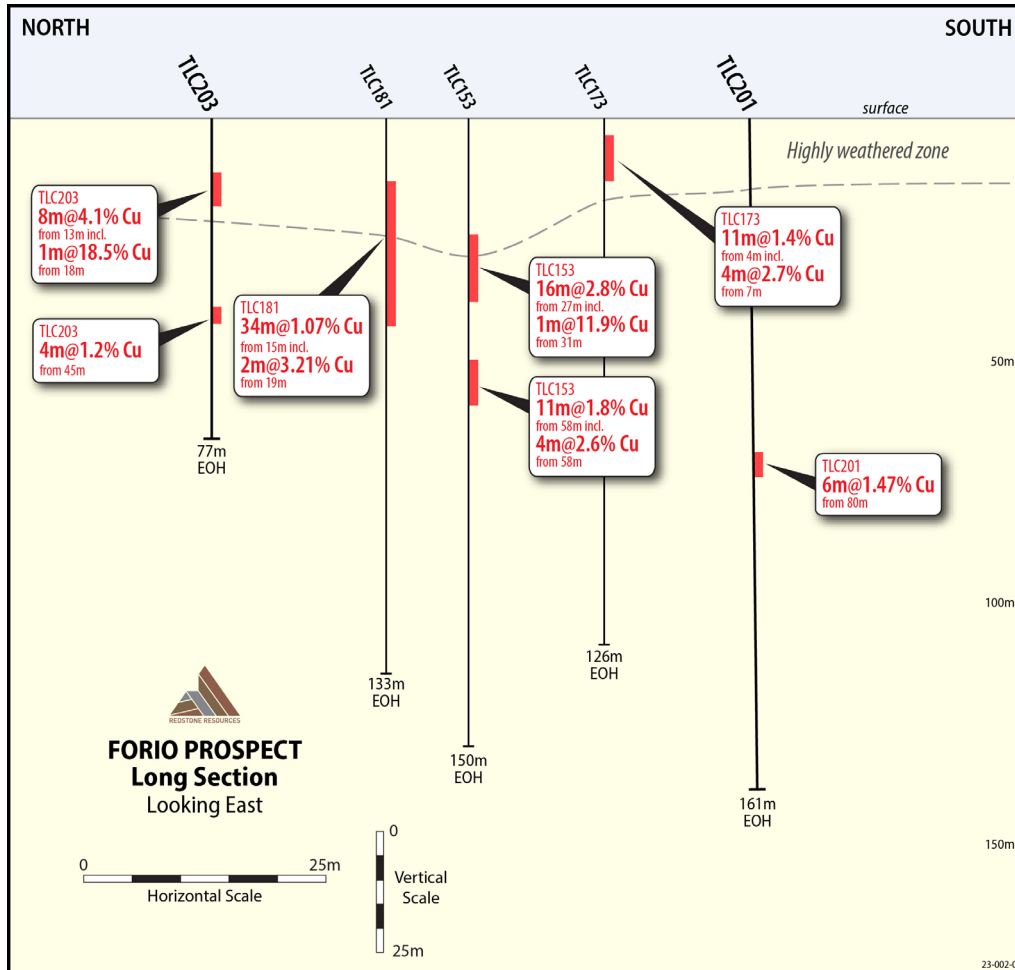 NORTH
SOUTH
TLC203
TLC181
TLC153
TLC173
TLC201
surface
Highly weathered zone
TLC203
8m@4.1% Cu
from 13m incl.
1m@18.5% Cu
from 18m
TLC203
4m@1.2% Cu
from 45m
TLC181
34m@1.07% Cu
from 15m incl.
2m@3.21% Cu
from 19m
TLC153
16m@2.8% Cu
from 27m incl.
1m@11.9% Cu
from 31m
TLC153
11m@1.8% Cu
from 58m incl.
4m@2.6% Cu
from 58m
TLC173
11m@1.4% Cu
from 4m incl.
4m@2.7% Cu
from 7m
TLC201
6m@1.47% Cu
from 80m
50m
100m
150m
77m
EOH
133m
EOH
150m
EOH
126m
EOH
161m
EOH
REDSTONE RESOURCES
FORIO PROSPECT
Long Section
Looking East
0
25m
Horizontal Scale
0
Vertical
Scale
25m
23-002-0